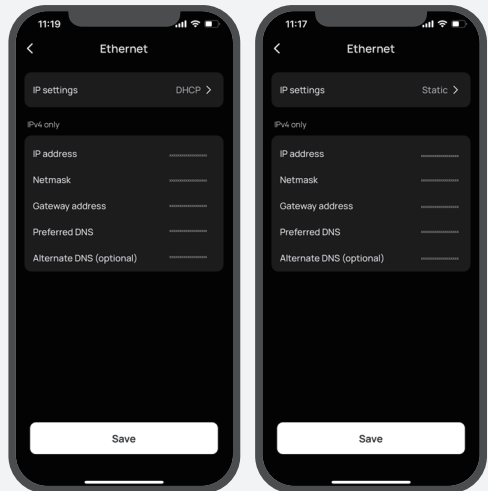 11:19
Ethernet
IP settings DHCP
IPv4 only
IP address
Netmask
Gateway address
Preferred DNS
Alternate DNS (optional)
Save
11:17
Ethernet
IP settings Static
IPv4 only
IP address
Netmask
Gateway address
Preferred DNS
Alternate DNS (optional)
Save